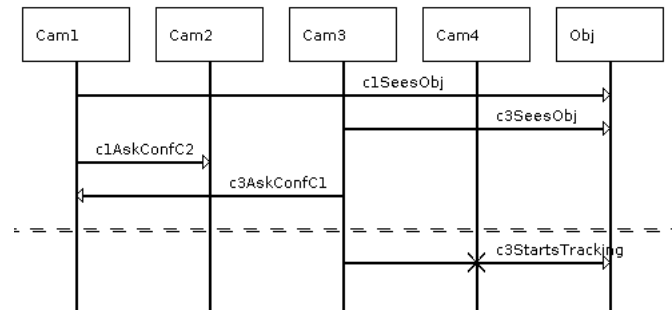 Cam1 Cam2 Cam3 Cam4 Obj
c1SeesObj
c3SeesObj
c1AskConfC2
c3AskConfC1
c3StartsTracking